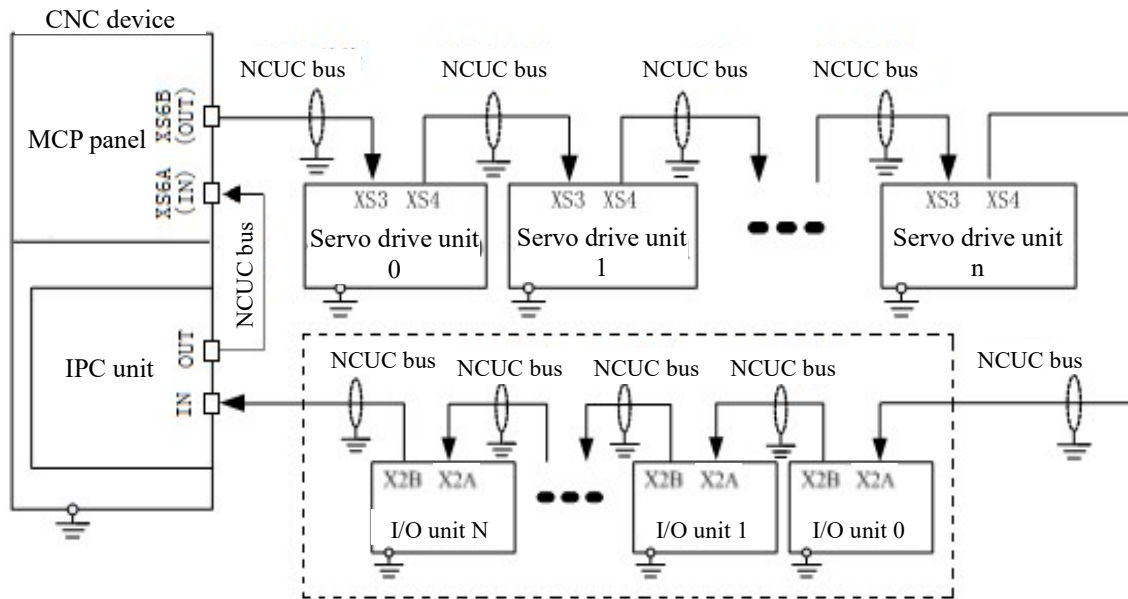 CNC device
NCUC bus
NCUC bus
NCUC bus
NCUC bus
MCP panel
XS6B
(OUT)
XS6A
(IN)
XS3 XS4
Servo drive unit
0
XS3 XS4
Servo drive unit
1
XS3 XS4
Servo drive unit
n
NCUC bus
IPC unit
OUT
IN
NCUC bus
NCUC bus
NCUC bus
NCUC bus
NCUC bus
X2B X2A
I/O unit N
X2B X2A
I/O unit 1
X2B X2A
I/O unit 0